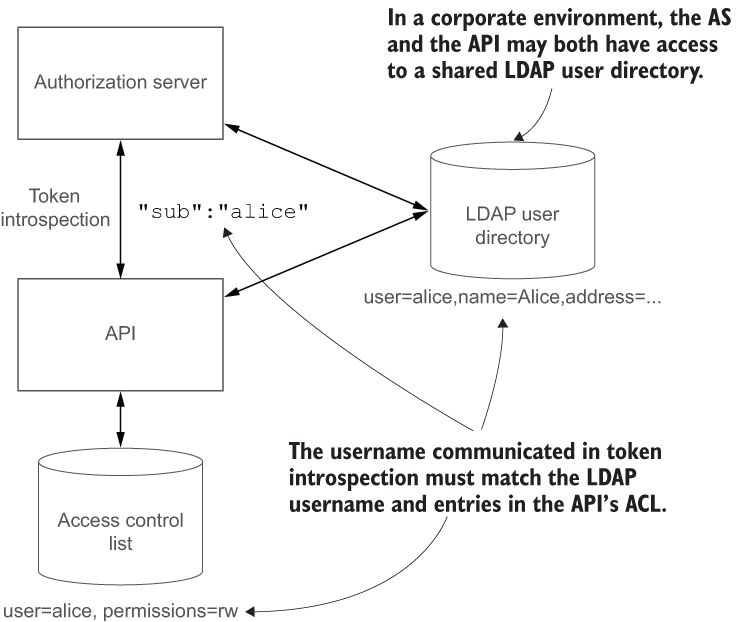 In a corporate environment, the AS
and the API may both have access
to a shared LDAP user directory.
Authorization server
Token
introspection
"sub":"alice"
LDAP user
directory
user=alice,name=Alice,address=...
API
The username communicated in token
introspection must match the LDAP
username and entries in the API’s ACL.
Access control
list
user=alice, permissions=rw